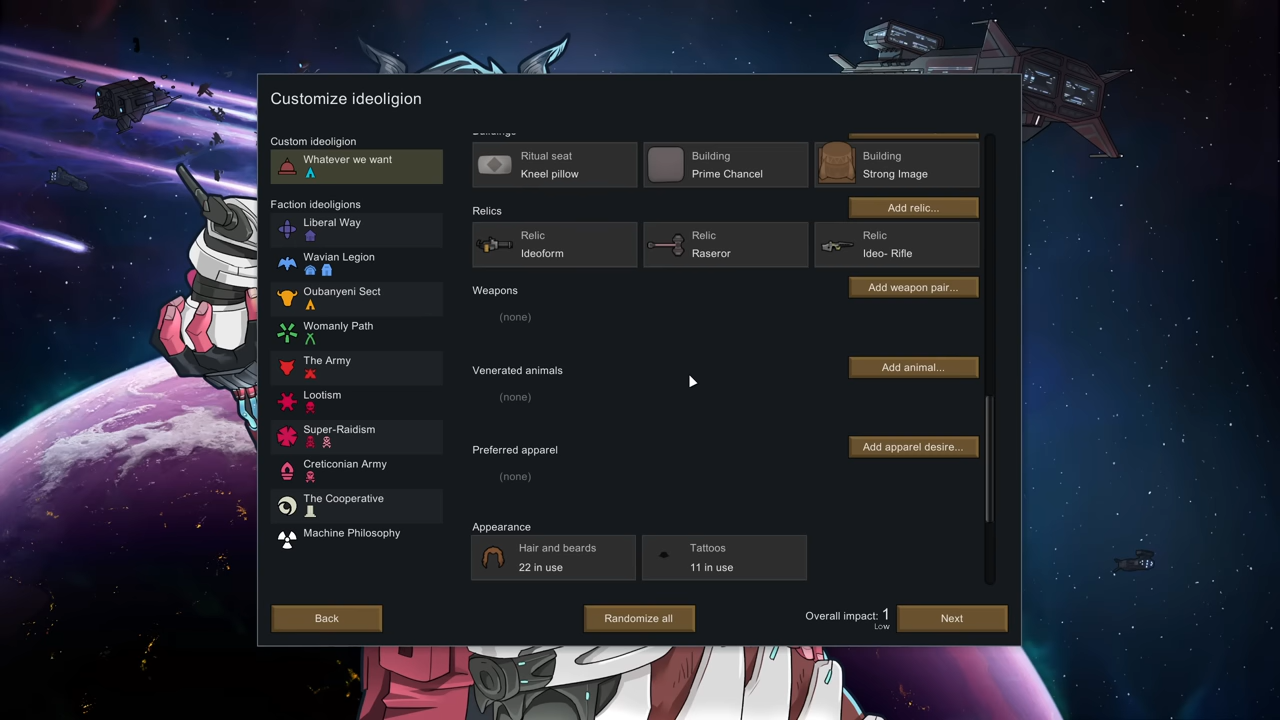 Customize ideoligion
Custom ideoligion
Whatever we want
Faction ideoligions
Liberal Way
Wavian Legion
Oubanyeni Sect
Womanly Path
The Army
Lootism
Super-Raidism
Creticonian Army
The Cooperative
Machine Philosophy
Buildings
Ritual seat
Kneel pillow
Building
Prime Chancel
Building
Strong Image
Relics
Add relic...
Relic
Ideoform
Relic
Raseror
Relic
Ideo- Rifle
Weapons
Add weapon pair...
(none)
Venerated animals
Add animal...
(none)
Preferred apparel
Add apparel desire...
(none)
Appearance
Hair and beards
22 in use
Tattoos
11 in use
Back
Randomize all
Overall impact: 1
Low
Next